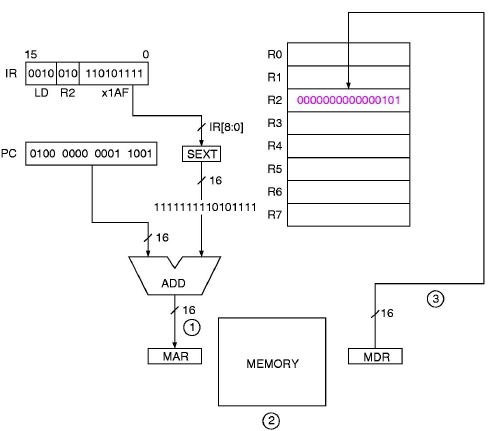 15 0
IR 0010 010 110101111
LD R2 x1AF
IR[8:0]
PC 0100 0000 0001 1001
SEXT
16
1111111110101111
16
ADD
16
1
MAR
R0
R1
R2 0000000000000101
R3
R4
R5
R6
R7
3
16
MEMORY
MDR
2